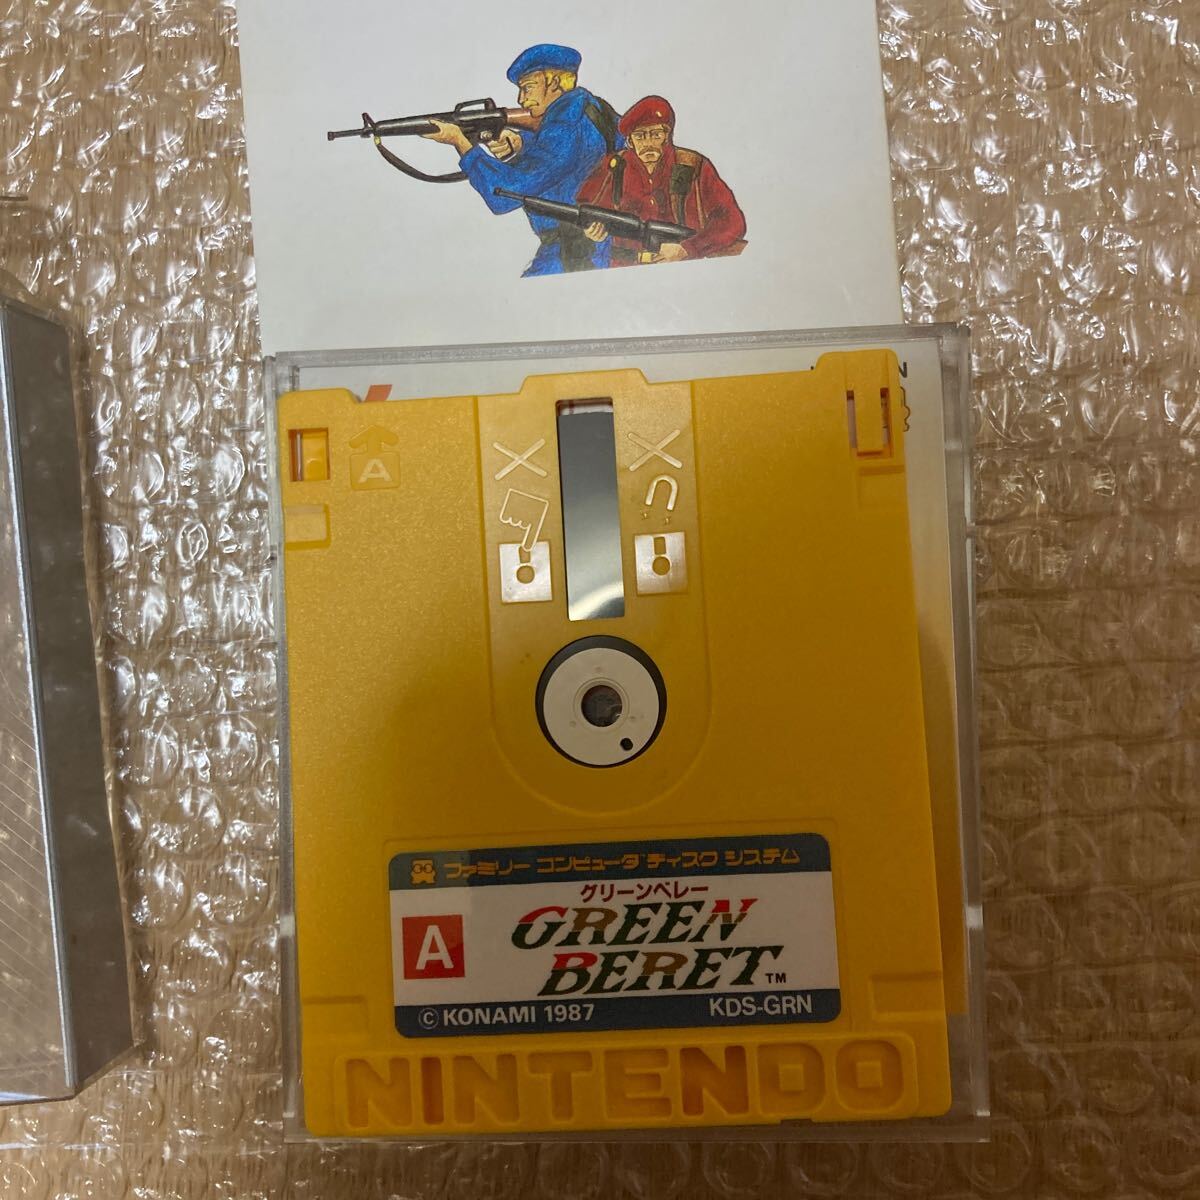 A
ファミリー コンピュータ ディスク システム
グリーンベレー
A
GREEN
BERET™
©KONAMI 1987 KDS-GRN
NINTENDO